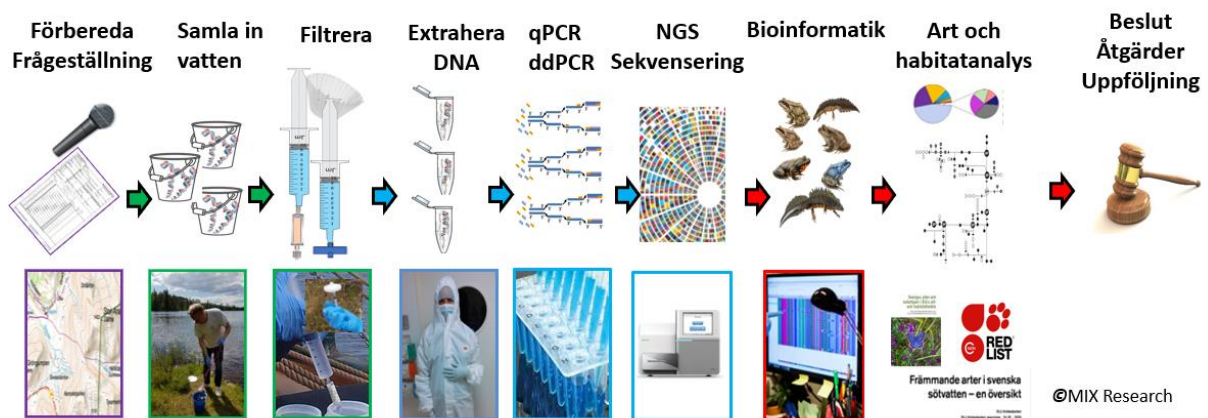 Förbereda
Frågeställning
Samla in
vatten
Filtrera
Extrahera
DNA
qPCR
ddPCR
NGS
Sekvensering
Bioinformatik
Art och
habitatanalys
Beslut
Åtgärder
Uppföljning
RED
LIST
Främmande arter i svenska
sötvatten – en översikt
©MIX Research